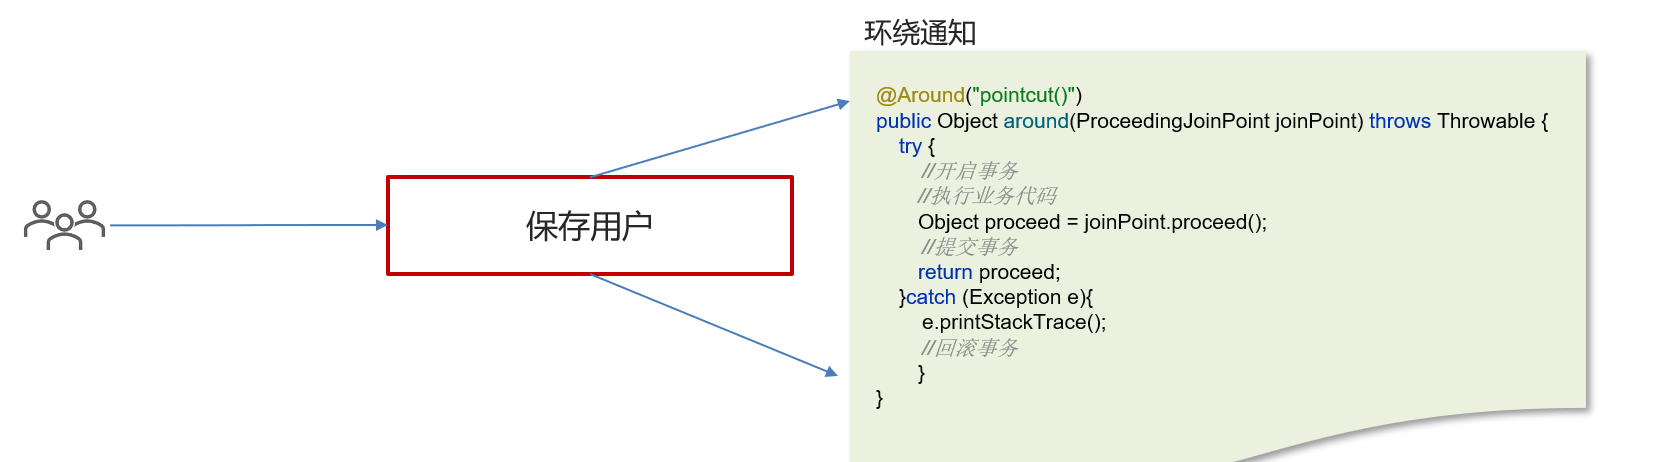 环绕通知
@Around("pointcut()")
public Object around(ProceedingJoinPoint joinPoint) throws Throwable {
try {
//开启事务
//执行业务代码
Object proceed = joinPoint.proceed();
//提交事务
return proceed;
}catch (Exception e){
e.printStackTrace();
//回滚事务
}
}
保存用户